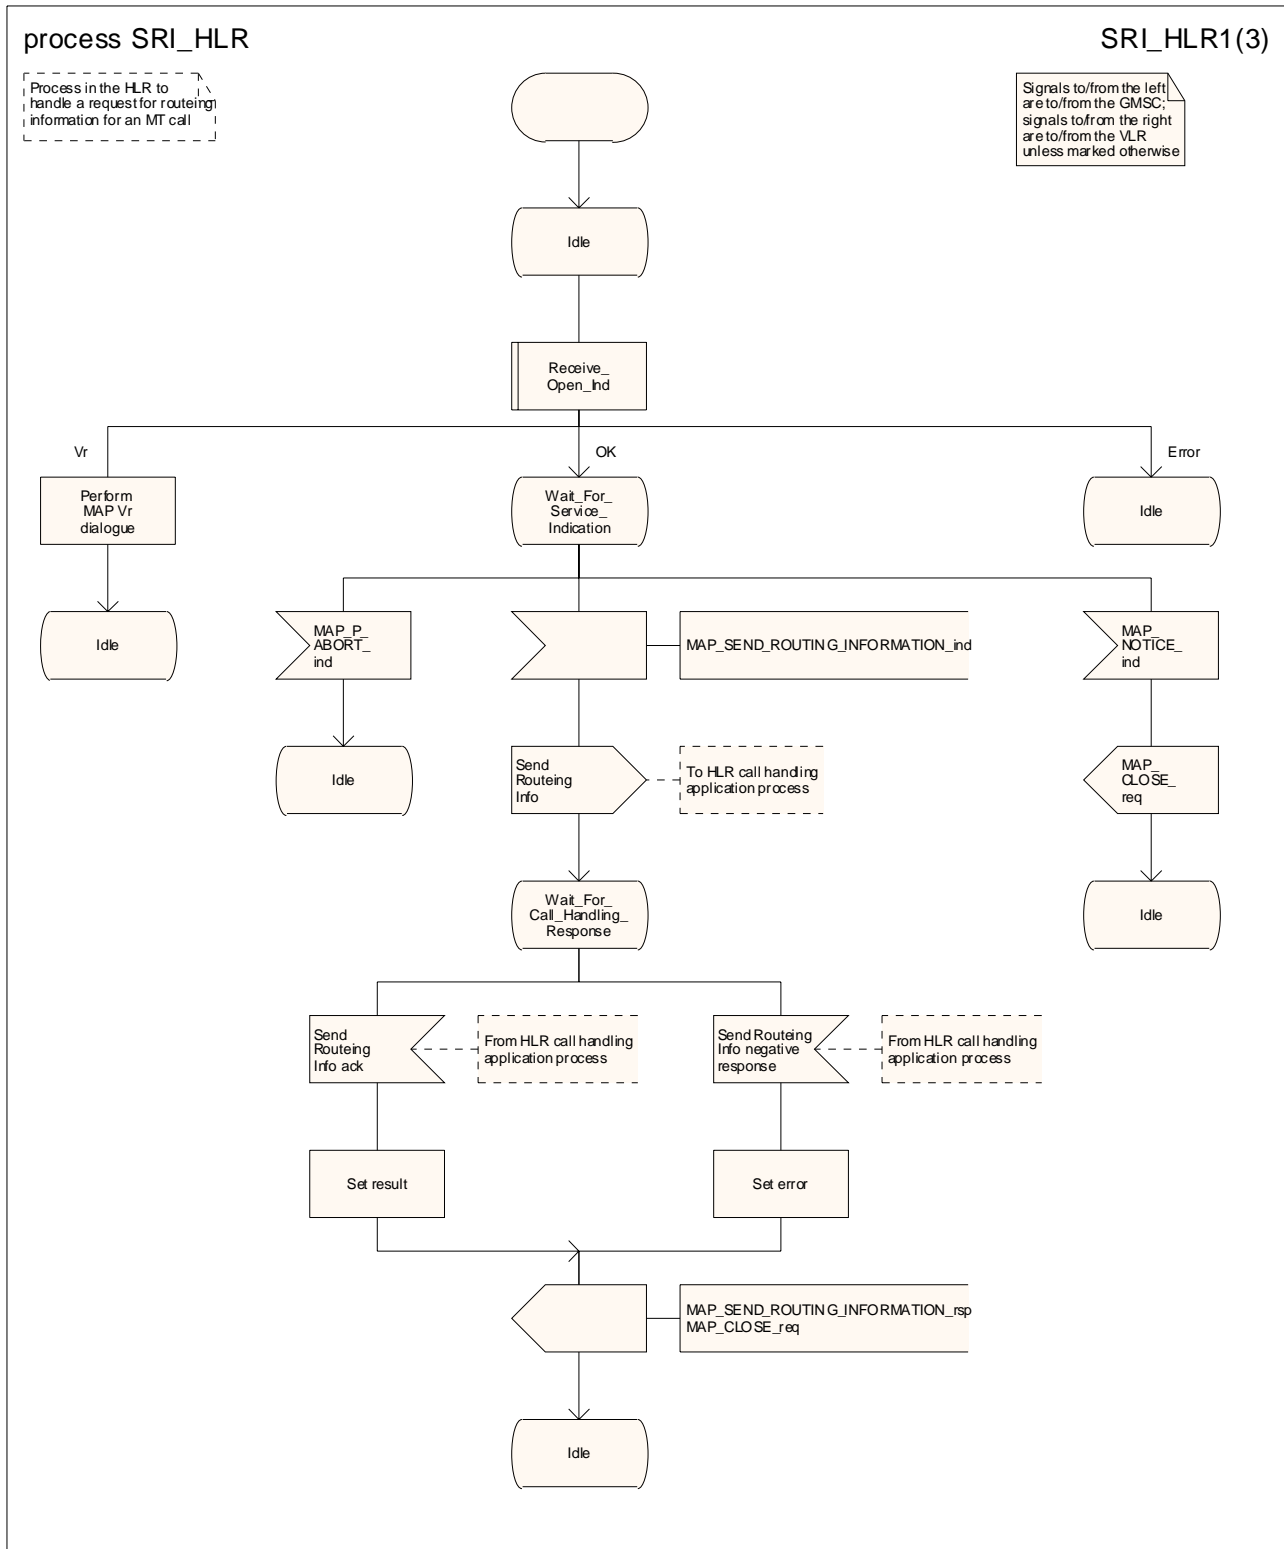 process SRI_HLR
SRI_HLR1(3)
Process in the HLR to
handle a request for routeing
information for an MT call
Signals to/from the left
are to/from the GMSC;
signals to/from the right
are to/from the VLR
unless marked otherwise
Idle
Receive_
Open_Ind
Vr
OK
Error
Perform
MAP Vr
dialogue
Wait_For_
Service_
Indication
Idle
Idle
MAP_P_
ABORT_
ind
MAP_SEND_ROUTING_INFORMATION_ind
MAP_
NOTICE_
ind
Idle
Send
Routeing
Info
To HLR call handling
application process
MAP_
CLOSE_
req
Wait_For_
Call_Handling_
Response
Idle
Send
Routeing
Info ack
From HLR call handling
application process
Send Routeing
Info negative
response
From HLR call handling
application process
Set result
Set error
MAP_SEND_ROUTING_INFORMATION_rsp
MAP_CLOSE_req
Idle